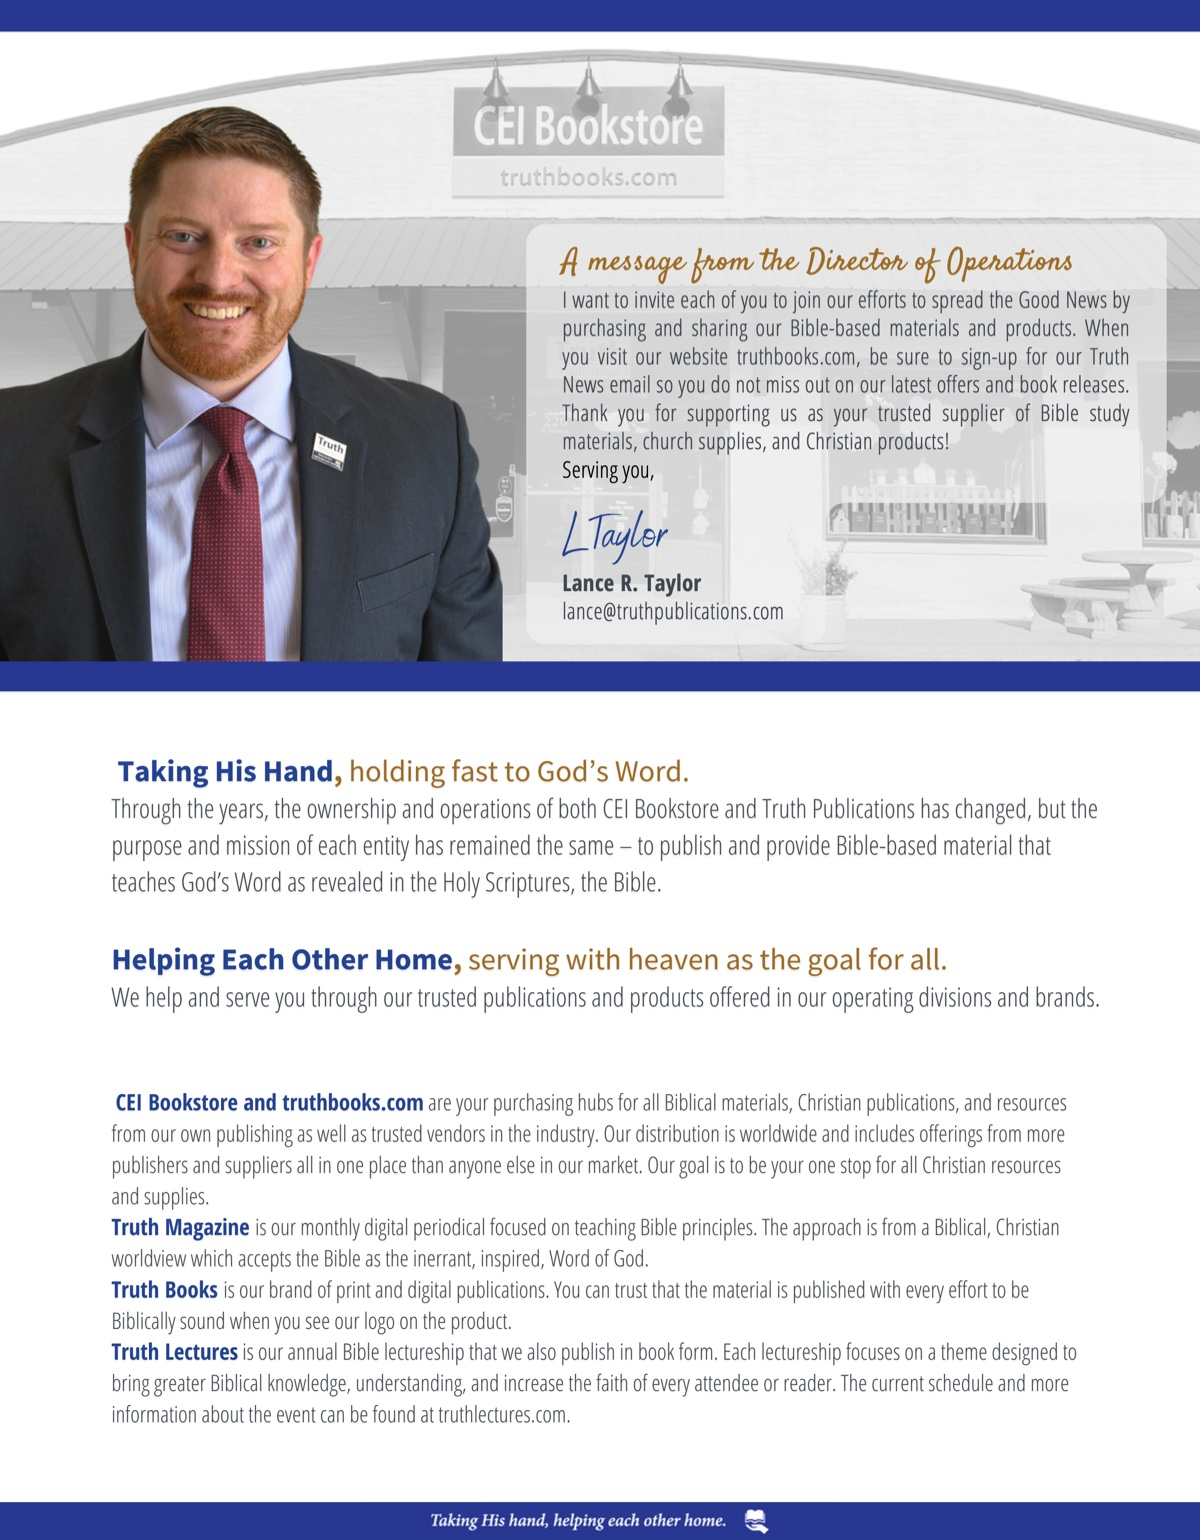 CEI Bookstore
truthbooks.com
A message from the Director of Operations
I want to invite each of you to join our efforts to spread the Good News by
purchasing and sharing our Bible-based materials and products. When
you visit our website truthbooks.com, be sure to sign-up for our Truth
News email so you do not miss out on our latest offers and book releases.
Thank you for supporting us as your trusted supplier of Bible study
materials, church supplies, and Christian products!
Serving you,
L Taylor
Lance R. Taylor
lance@truthpublications.com
Truth
Taking His Hand, holding fast to God’s Word.
Through the years, the ownership and operations of both CEI Bookstore and Truth Publications has changed, but the
purpose and mission of each entity has remained the same – to publish and provide Bible-based material that
teaches God’s Word as revealed in the Holy Scriptures, the Bible.
Helping Each Other Home, serving with heaven as the goal for all.
We help and serve you through our trusted publications and products offered in our operating divisions and brands.
CEI Bookstore and truthbooks.com are your purchasing hubs for all Biblical materials, Christian publications, and resources
from our own publishing as well as trusted vendors in the industry. Our distribution is worldwide and includes offerings from more
publishers and suppliers all in one place than anyone else in our market. Our goal is to be your one stop for all Christian resources
and supplies.
Truth Magazine is our monthly digital periodical focused on teaching Bible principles. The approach is from a Biblical, Christian
worldview which accepts the Bible as the inerrant, inspired, Word of God.
Truth Books is our brand of print and digital publications. You can trust that the material is published with every effort to be
Biblically sound when you see our logo on the product.
Truth Lectures is our annual Bible lectureship that we also publish in book form. Each lectureship focuses on a theme designed to
bring greater Biblical knowledge, understanding, and increase the faith of every attendee or reader. The current schedule and more
information about the event can be found at truthlectures.com.
Taking His hand, helping each other home.